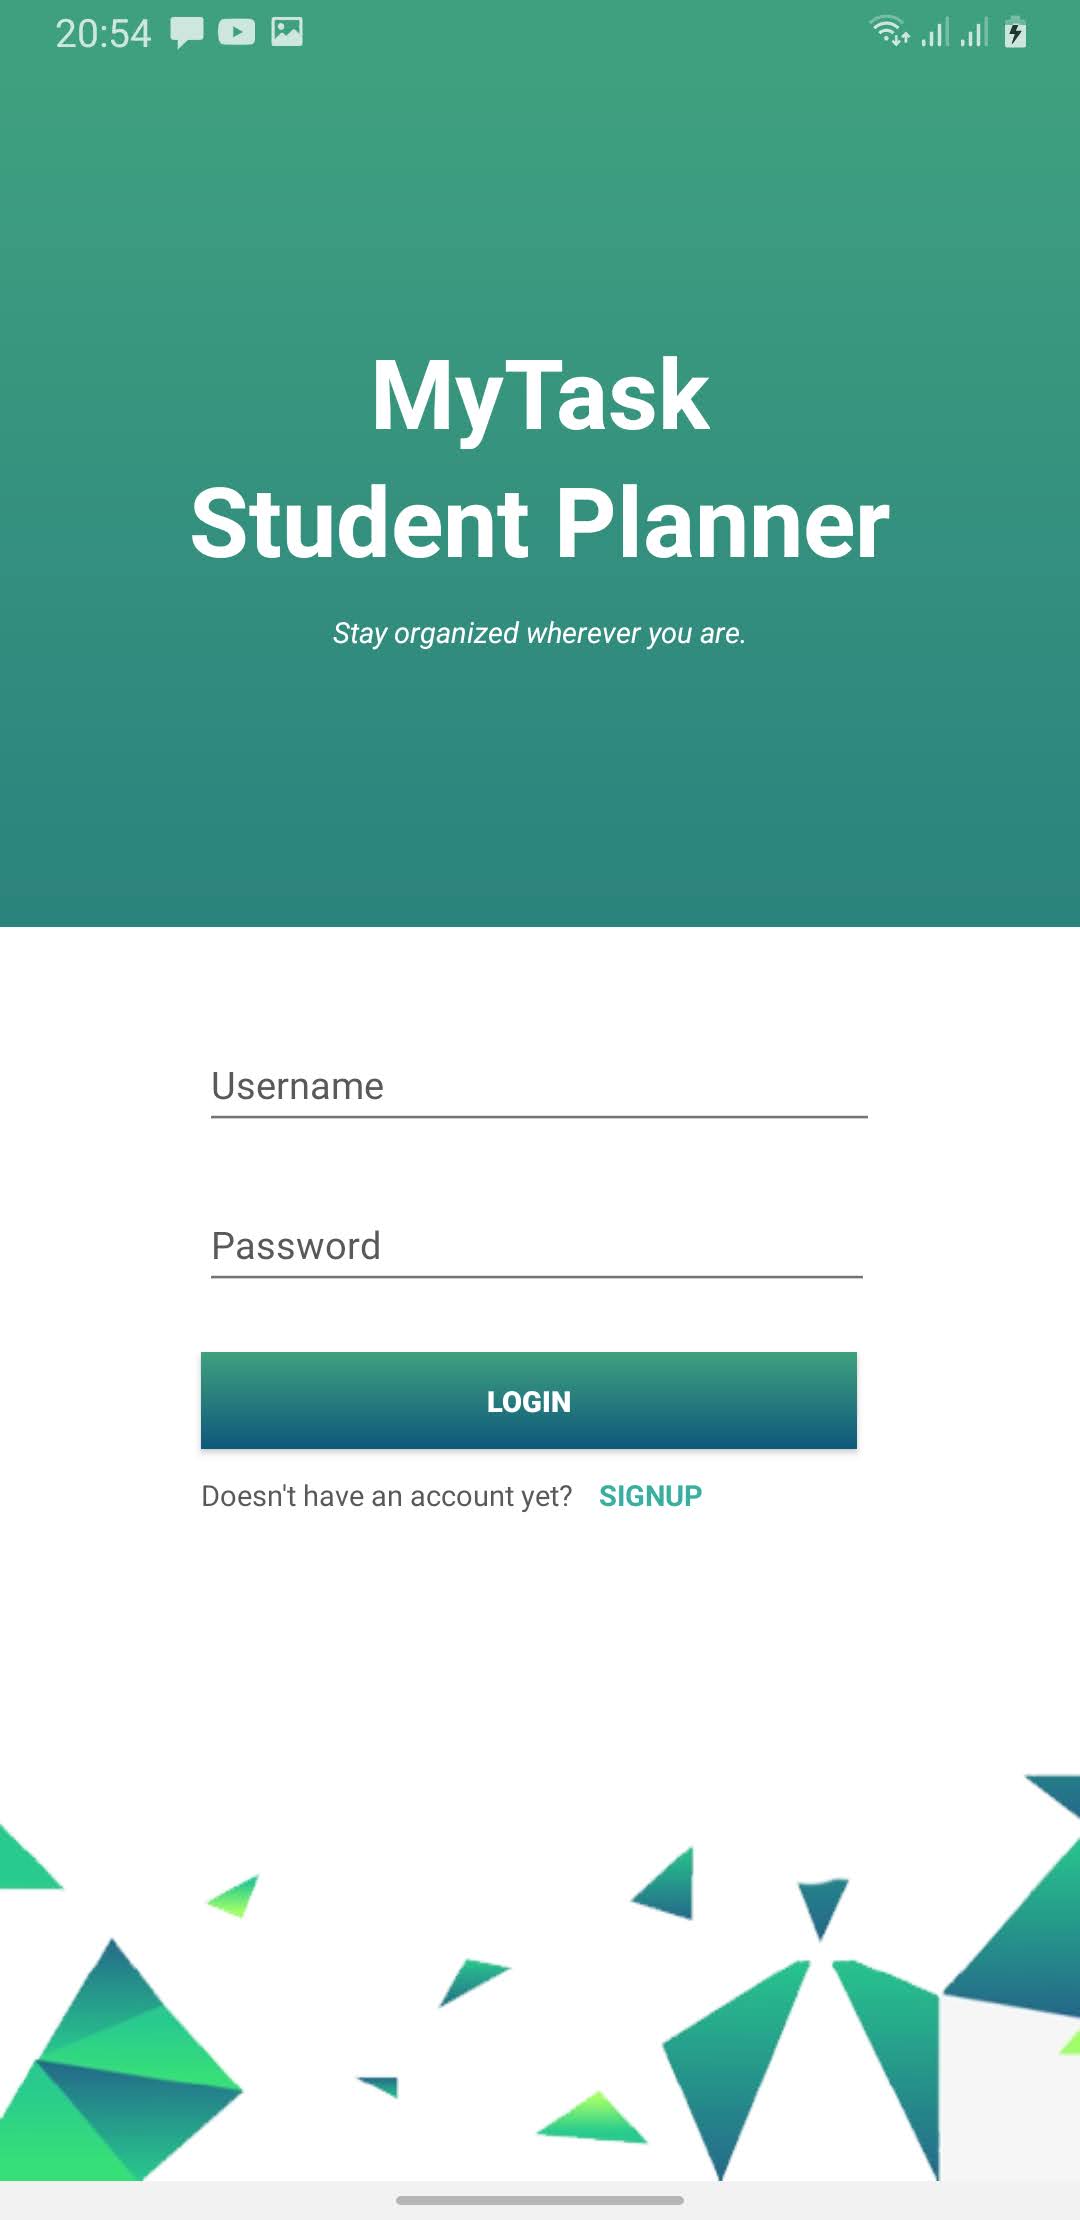 20:54
MyTask
Student Planner
Stay organized wherever you are.
Username
Password
LOGIN
Doesn't have an account yet? SIGNUP